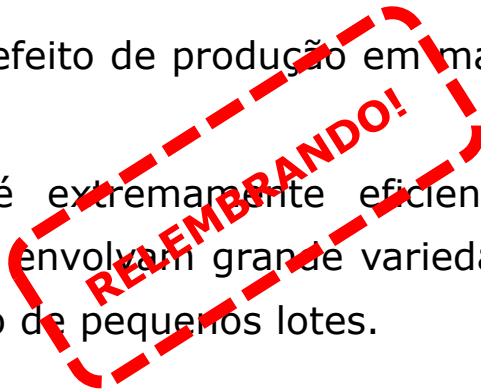 efeito de produção em ma
é extremamente eficien
envolvam grande varieda
o de pequenos lotes.
RELEMBRANDO!